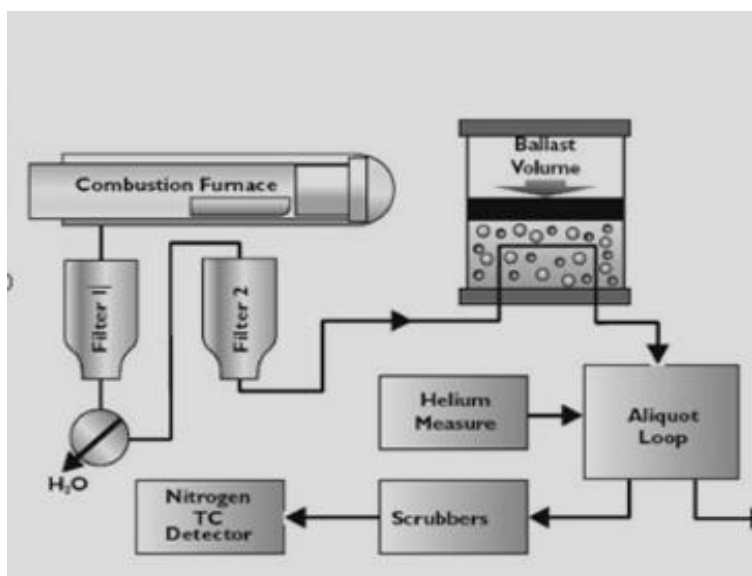 Ballast
Volume
Combustion Furnace
Filter 1
Filter 2
Helium
Measure
Aliquot
Loop
H₂O
Nitrogen
TC
Detector
Scrubbers